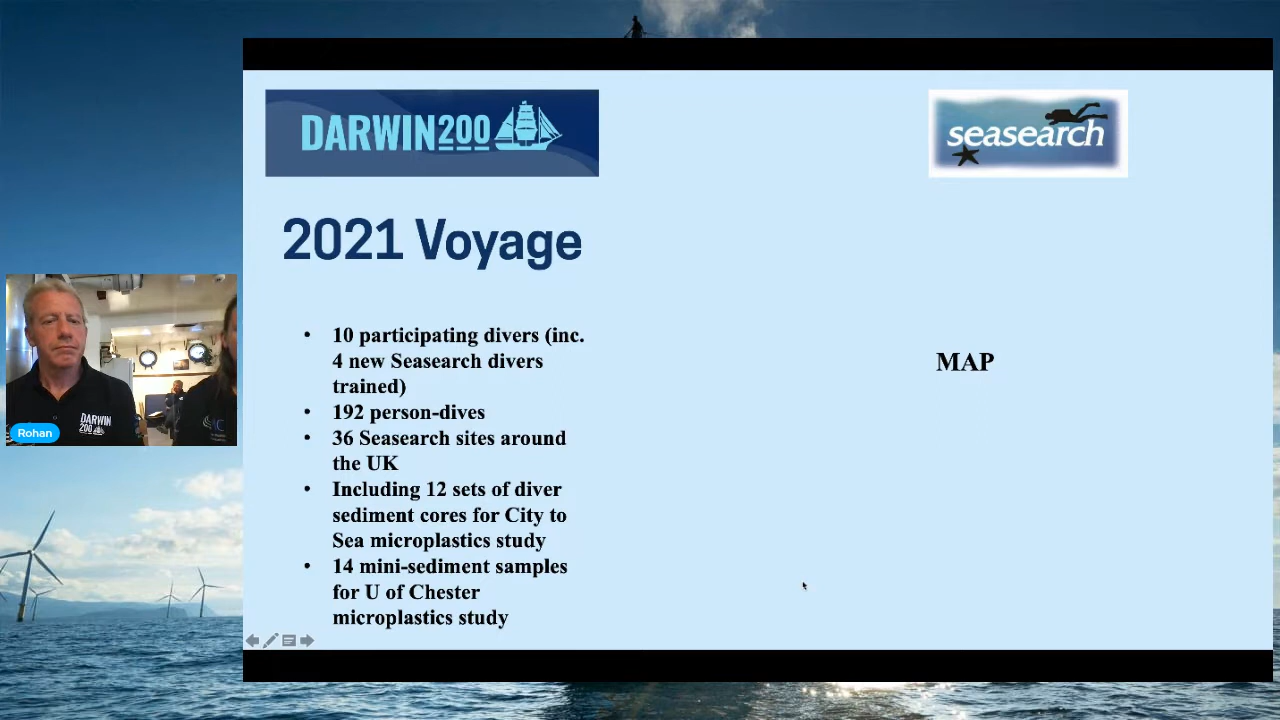 DARWIN200
seasearch
2021 Voyage
• 10 participating divers (inc.
4 new Seasearch divers
trained)
• 192 person-dives
• 36 Seasearch sites around
the UK
• Including 12 sets of diver
sediment cores for City to
Sea microplastics study
• 14 mini-sediment samples
for U of Chester
microplastics study
MAP
DARWIN
200
Rohan